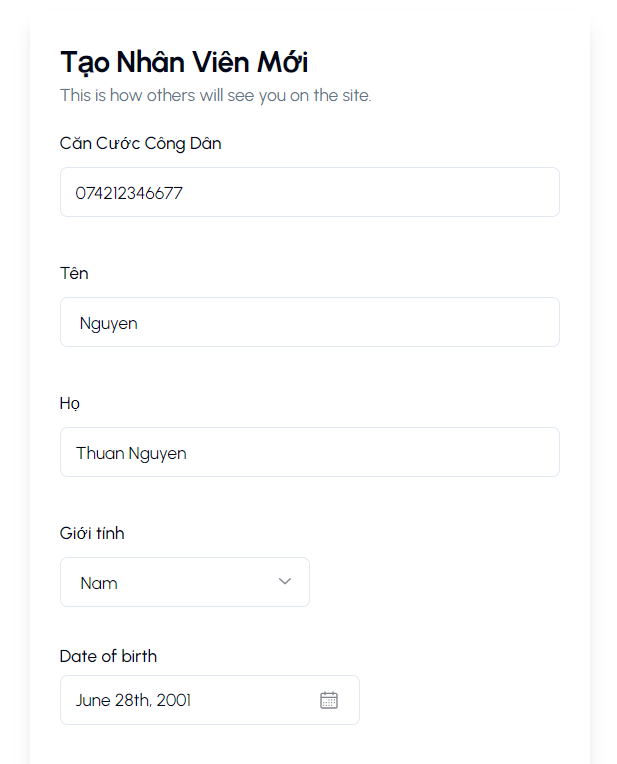 Tạo Nhân Viên Mới
This is how others will see you on the site.
Căn Cước Công Dân
074212346677
Tên
Nguyen
Họ
Thuan Nguyen
Giới tính
Nam
Date of birth
June 28th, 2001